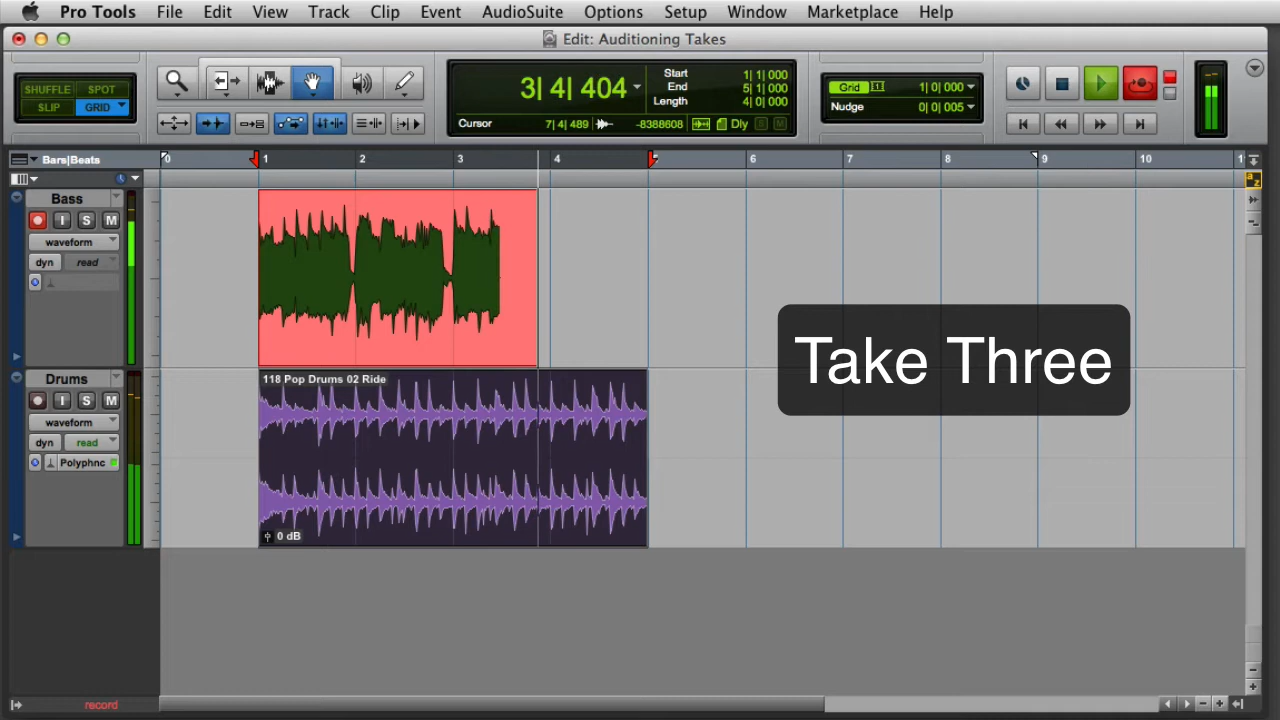 Pro Tools File Edit View Track Clip Event AudioSuite Options Setup Window Marketplace Help
Edit: Auditioning Takes
SHUFFLE SPOT
SLIP GRID
3| 4| 404
Start 1| 1| 000
End 5| 1| 000
Length 4| 0| 000
Cursor 7| 4| 489 -8388608 Dly S M
Grid 1| 0| 000
Nudge 0| 0| 005
Bars|Beats 0 1 2 3 4 6 7 8 9 10 1
a z
Bass
I S M
waveform
dyn read
Take Three
Drums
I S M
waveform
dyn read
Polyphnc
118 Pop Drums 02 Ride
0 dB
record